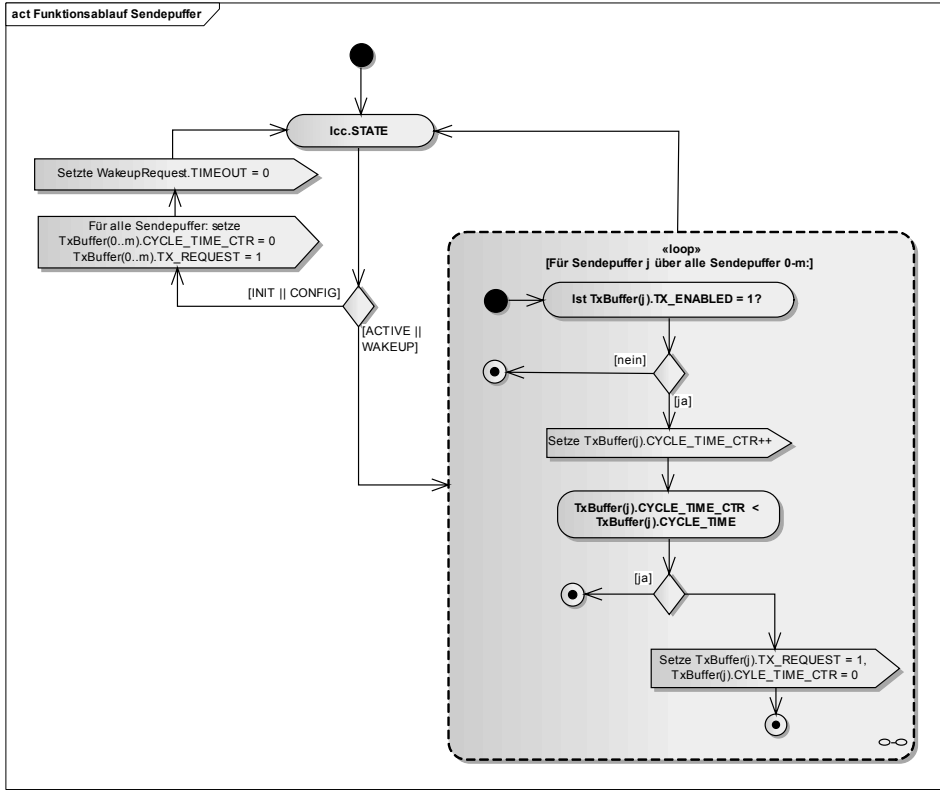 act Funktionsablauf Sendepuffer
Icc.STATE
Setzte WakeupRequest.TIMEOUT = 0
Für alle Sendepuffer: setze
TxBuffer(0..m).CYCLE_TIME_CTR = 0
TxBuffer(0..m).TX_REQUEST = 1
[INIT || CONFIG]
[ACTIVE ||
WAKEUP]
«loop»
[Für Sendepuffer j über alle Sendepuffer 0-m:]
Ist TxBuffer(j).TX_ENABLED = 1?
[nein]
[ja]
Setze TxBuffer(j).CYCLE_TIME_CTR++
TxBuffer(j).CYCLE_TIME_CTR <
TxBuffer(j).CYCLE_TIME
[ja]
Setze TxBuffer(j).TX_REQUEST = 1,
TxBuffer(j).CYLE_TIME_CTR = 0